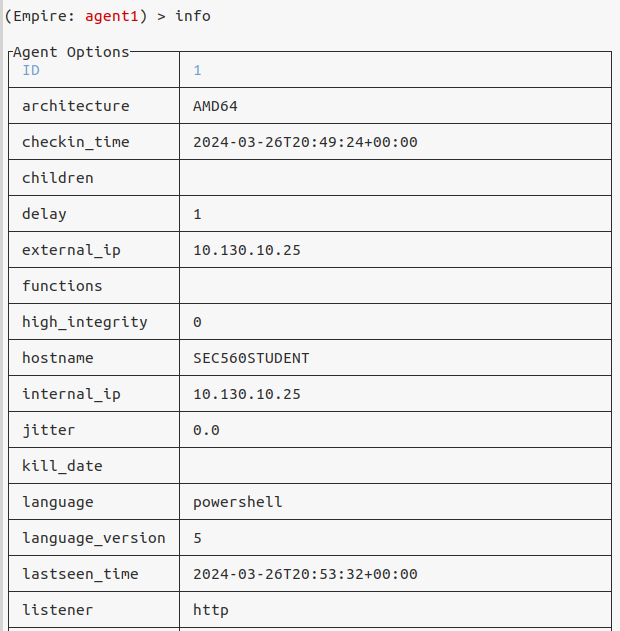 (Empire: agent1) > info
Agent Options
ID 1
architecture AMD64
checkin_time 2024-03-26T20:49:24+00:00
children
delay 1
external_ip 10.130.10.25
functions
high_integrity 0
hostname SEC560STUDENT
internal_ip 10.130.10.25
jitter 0.0
kill_date
language powershell
language_version 5
lastseen_time 2024-03-26T20:53:32+00:00
listener http